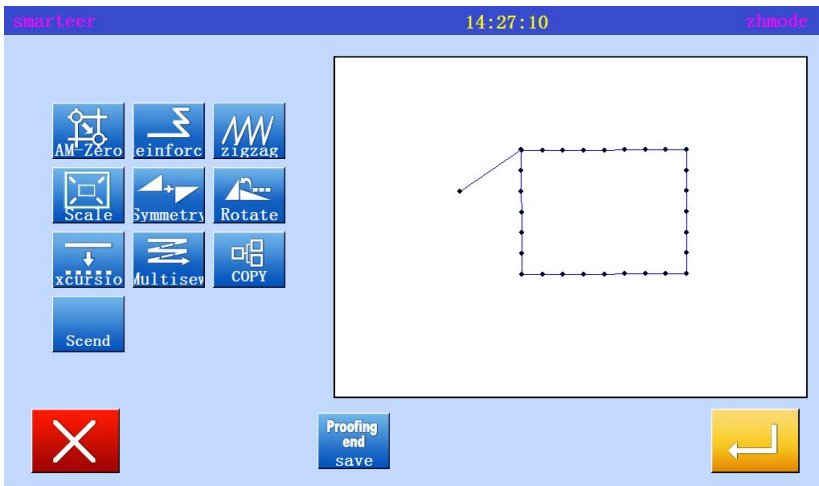 smarteer 14:27:10 zhmode
AM-Zero einforc zigzag
Scale Symmetry Rotate
xcursio Multisew COPY
Scend
Proofing
end
save